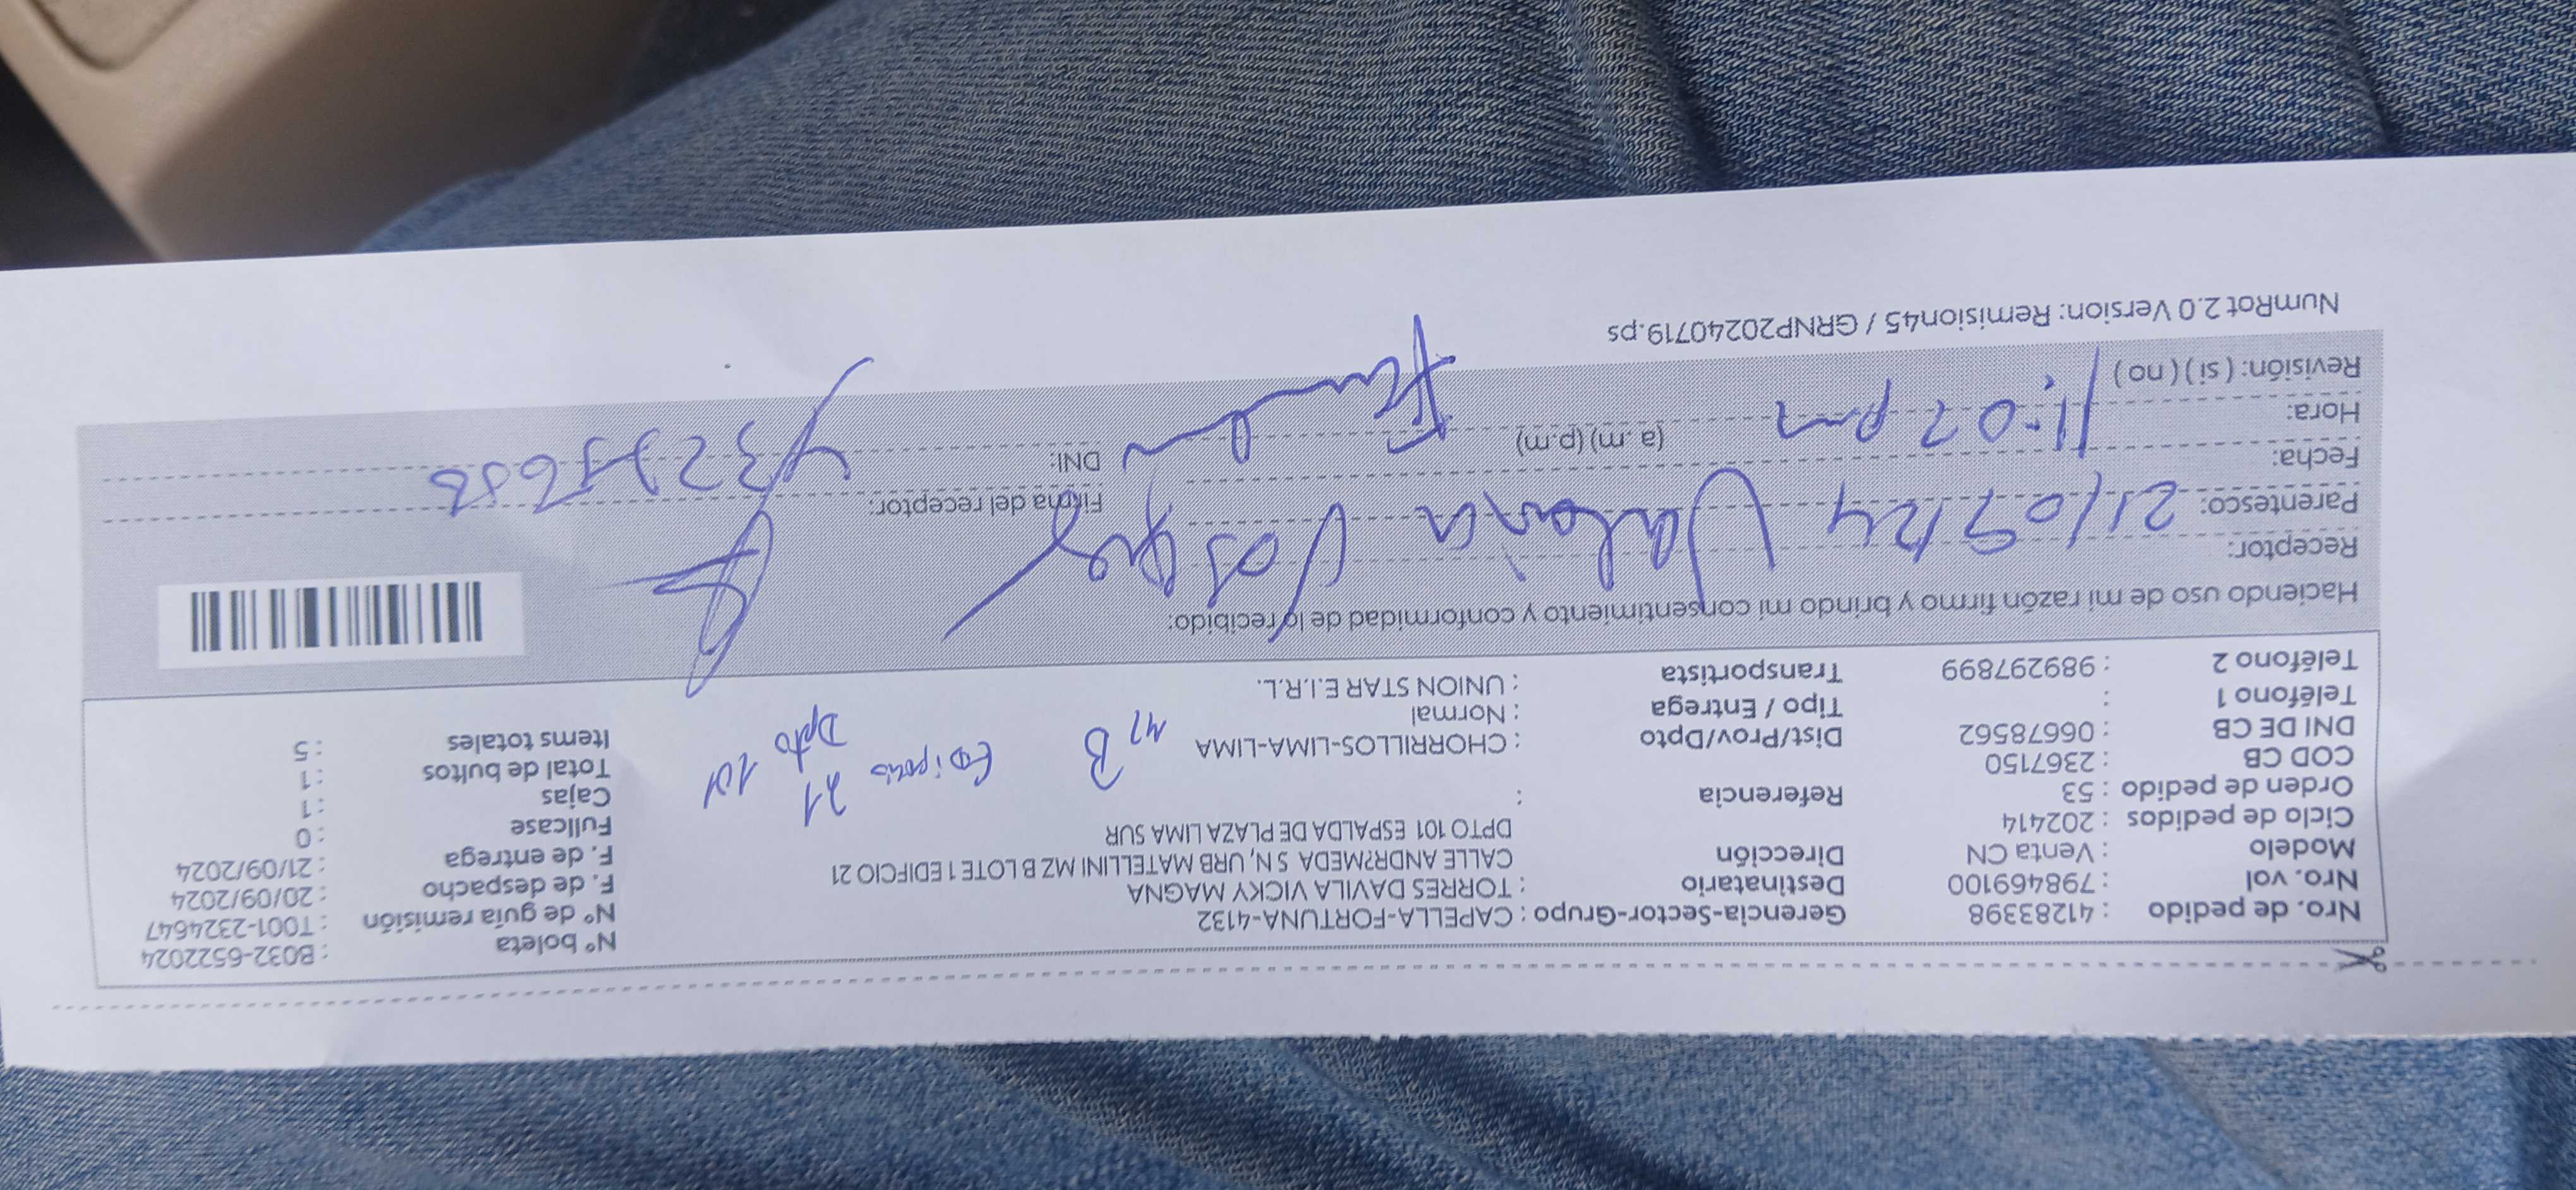 Nro. de pedido : 41283398 Gerencia-Sector-Grupo : CAPELLA-FORTUNA-4132 N° boleta : B032-6522024
Nro. vol : 798469100 Destinatario : TORRES DAVILA VICKY MAGNA N° de guía remisión : T001-2324647
Modelo : Venta CN Dirección CALLE ANDR?MEDA S N, URB MATELLINI MZ B LOTE 1 EDIFCIO 21 F. de despacho : 20/09/2024
Ciclo de pedidos : 202414 DPTO 101 ESPALDA DE PLAZA LIMA SUR F. de entrega : 21/09/2024
Orden de pedido : 53 Referencia : Fullcase : 0
COD CB : 2367150 Cajas : 1
DNI DE CB : 06678562 Dist/Prov/Dpto : CHORRILLOS-LIMA-LIMA Total de bultos : 1
Teléfono 1 : Tipo / Entrega : Normal Items totales : 5
Teléfono 2 : 989297899 Transportista : UNION STAR E.I.R.L.
Mz B 21 Dpto 101
Haciendo uso de mi razón firmo y brindo mi consentimiento y conformidad de lo recibido:
Receptor:
Parentesco: 21/09/24 Valeria Firma del receptor:
Fecha:
Hora: 11:02 pm (a. m) (p.m) DNI:
Revisión: ( si ) ( no )
NumRot 2.0 Version: Remision45 / GRNP20240719.ps